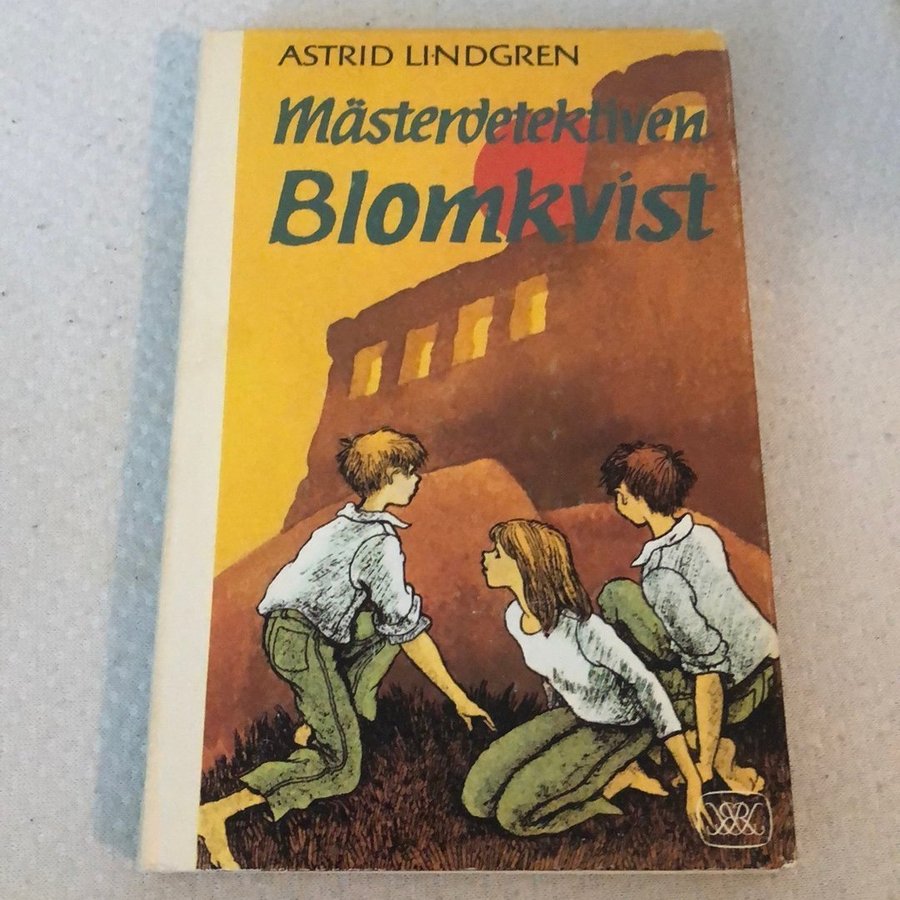 ASTRID LINDGREN
Mästerdetektiven
Blomkvist